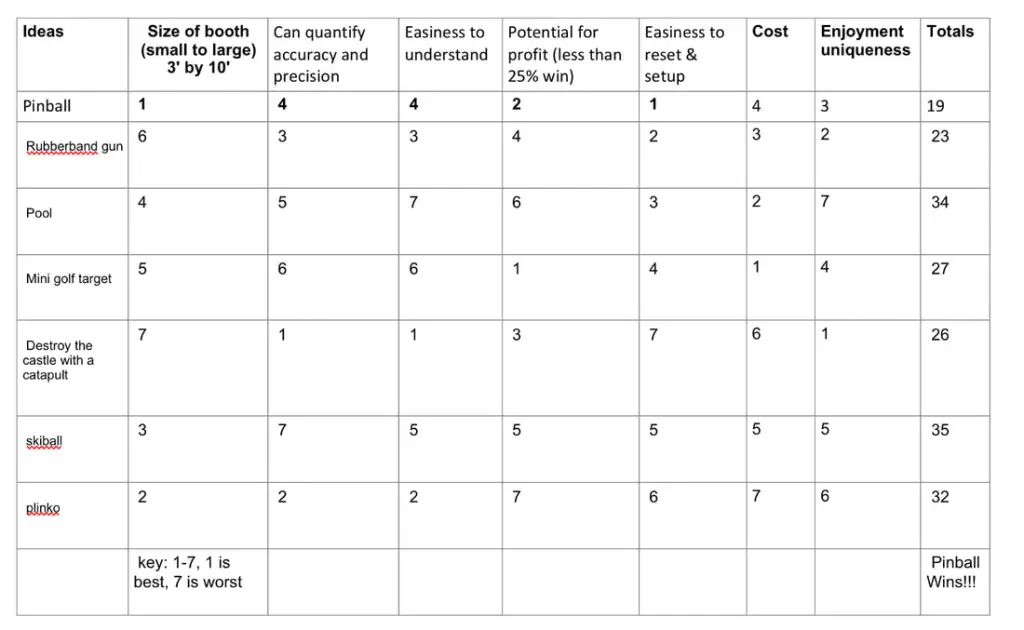 Ideas
Size of booth
(small to large)
3' by 10'
Can quantify
accuracy and
precision
Easiness to
understand
Potential for
profit (less than
25% win)
Easiness to
reset &
setup
Cost
Enjoyment
uniqueness
Totals
Pinball 1 4 4 2 1 4 3 19
Rubberband gun 6 3 3 4 2 3 2 23
Pool 4 5 7 6 3 2 7 34
Mini golf target 5 6 6 1 4 1 4 27
Destroy the
castle with a
catapult
7 1 1 3 7 6 1 26
skiball 3 7 5 5 5 5 5 35
plinko 2 2 2 7 6 7 6 32
key: 1-7, 1 is
best, 7 is worst
Pinball
Wins!!!